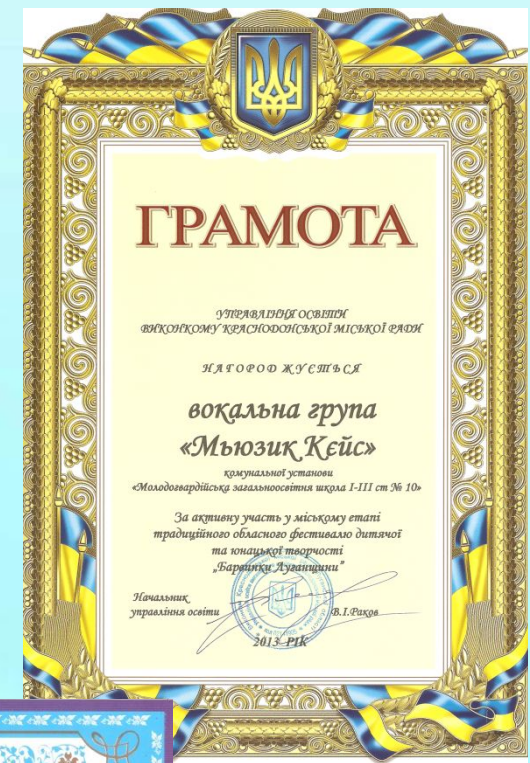 ГРАМОТА
УПРАВЛІННЯ ОСВІТИ
ВИКОНКОМУ КРАСНОДОНСЬКОЇ МІСЬКОЇ РАДИ
НАГОРОДЖУЄТЬСЯ
вокальна група
«Мьюзик Кєйс»
комунальної установи
«Молодогвардійська загальноосвітня школа І-ІІІ ст № 10»
За активну участь у міському етапі
традиційного обласного фестивалю дитячої
та юнацької творчості
„Барвинки Луганщини"
Начальник
управління освіти В.І.Раков
2013 РІК